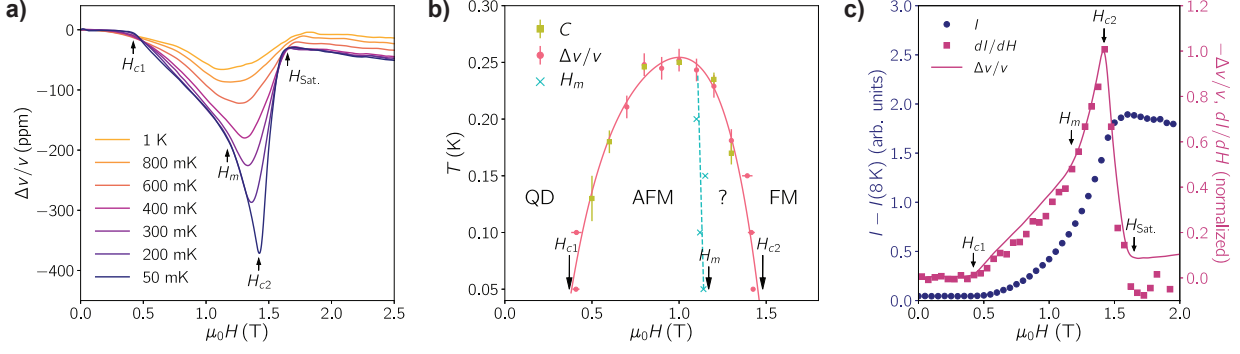 a)
0
−100
−200
−300
−400
Δv/v (ppm)
H_c1
H_Sat.
H_m
H_c2
1 K
800 mK
600 mK
400 mK
300 mK
200 mK
50 mK
0.0 0.5 1.0 1.5 2.0 2.5
μ₀H (T)
b)
C
Δv/v
H_m
0.30
0.25
0.20
0.15
0.10
0.05
T (K)
QD AFM ? FM
H_c1
H_m
H_c2
0.0 0.5 1.0 1.5
μ₀H (T)
c)
I
dI/dH
Δv/v
H_c2
H_m
H_c1
H_Sat.
3.0
2.5
2.0
1.5
1.0
0.5
0.0
I − I(8 K) (arb. units)
1.2
1.0
0.8
0.6
0.4
0.2
0.0
−Δv/v, dI/dH (normalized)
0.0 0.5 1.0 1.5 2.0
μ₀H (T)